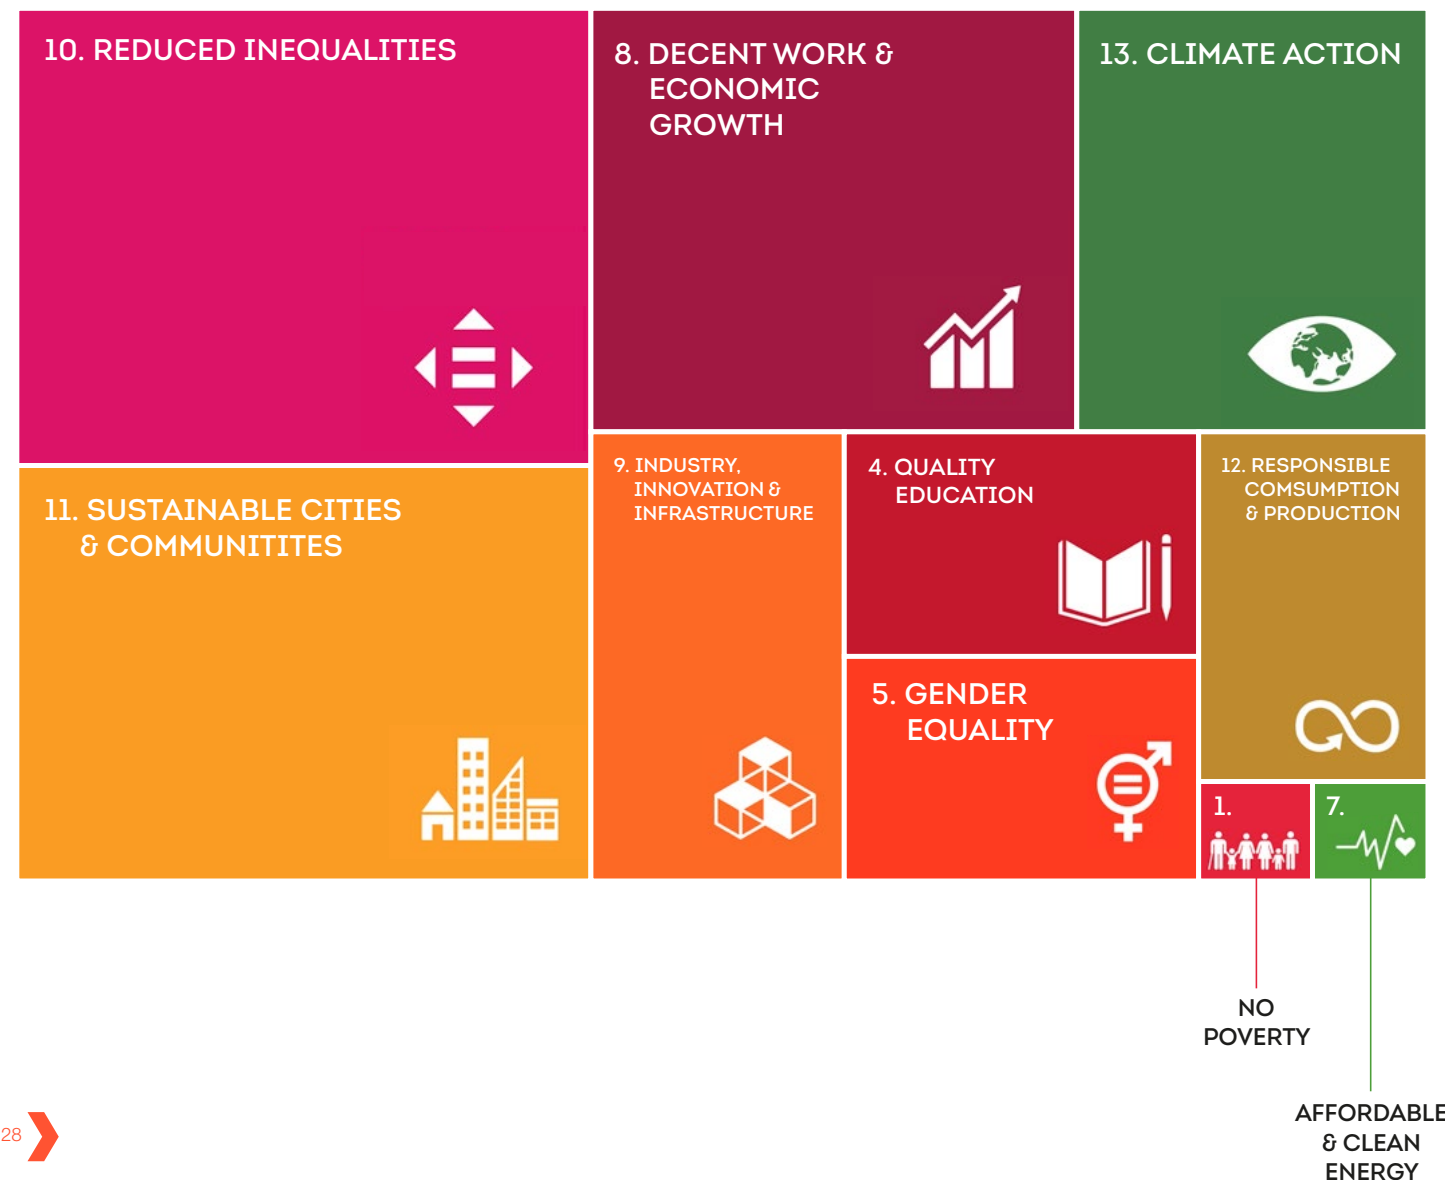 10. REDUCED INEQUALITIES
8. DECENT WORK &
ECONOMIC
GROWTH
13. CLIMATE ACTION
11. SUSTAINABLE CITIES
& COMMUNITITES
9. INDUSTRY,
INNOVATION &
INFRASTRUCTURE
4. QUALITY
EDUCATION
12. RESPONSIBLE
COMSUMPTION
& PRODUCTION
5. GENDER
EQUALITY
1.
7.
NO
POVERTY
AFFORDABLE
& CLEAN
ENERGY
28